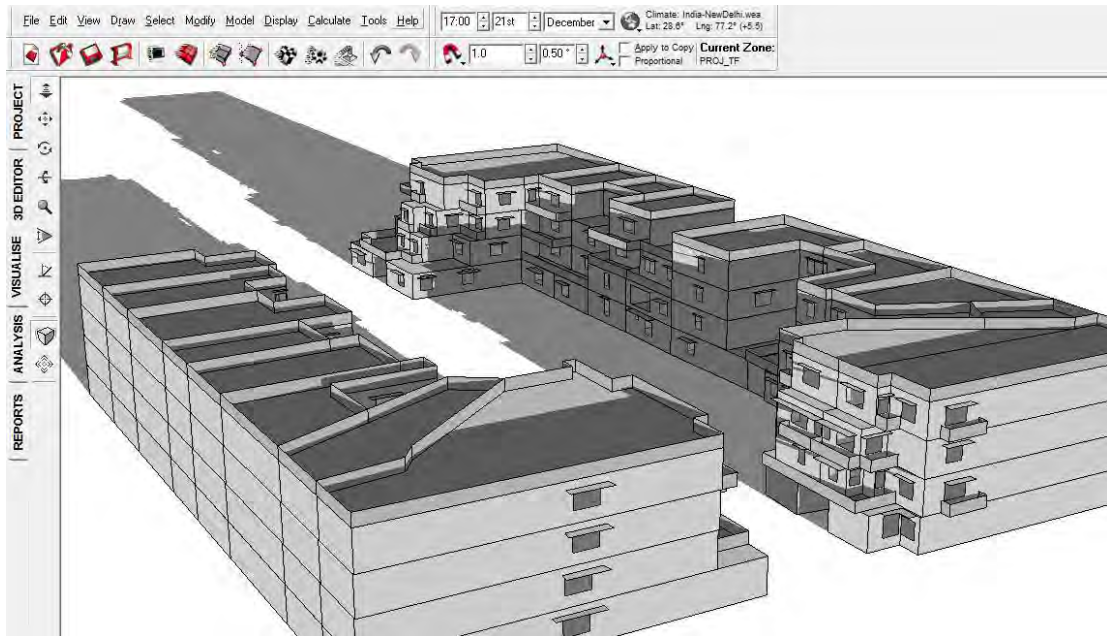 File Edit View Draw Select Modify Model Display Calculate Tools Help
17:00 21st December
Climate: India-NewDelhi.wea
Lat: 28.6° Lng: 77.2° (+5.5)
1.0 0.50 °
Apply to Copy
Proportional
Current Zone:
PROJ_TF
PROJECT
3D EDITOR
VISUALISE
ANALYSIS
REPORTS